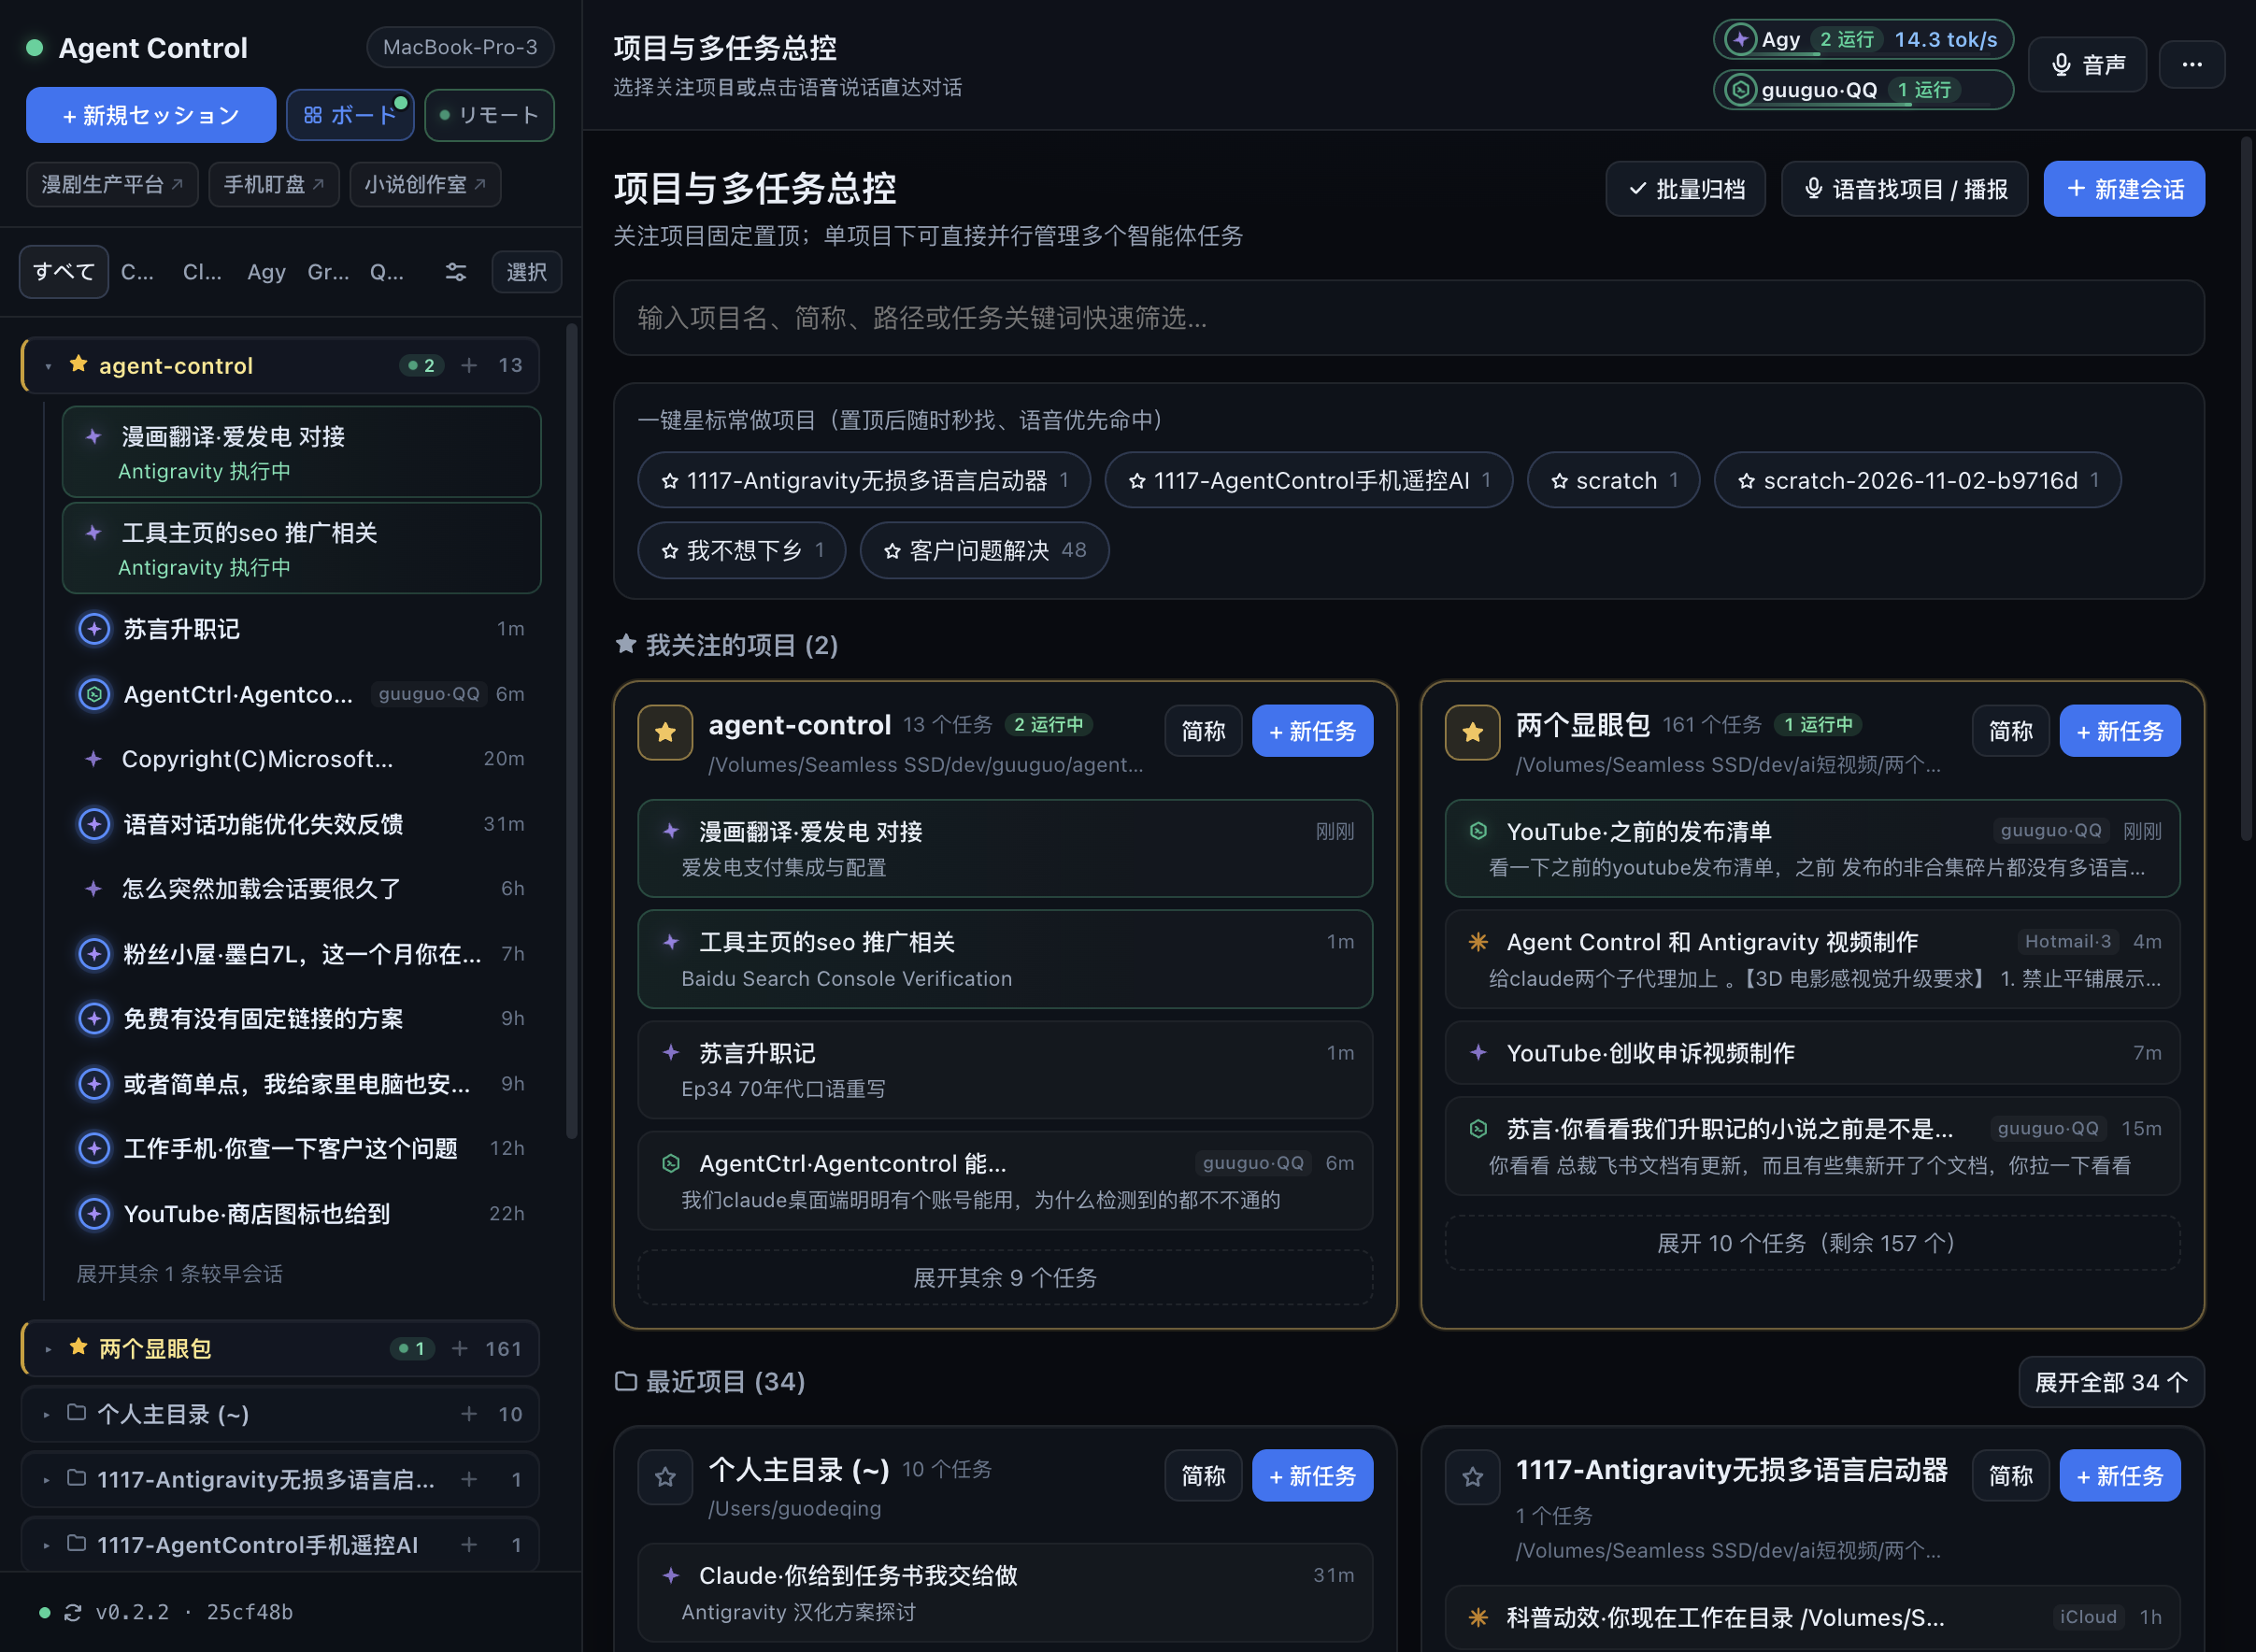 Agent Control
MacBook-Pro-3
+ 新規セッション
ボード
リモート
漫剧生产平台 ↗
手机盯盘 ↗
小说创作室 ↗
すべて
C...
Cl...
Agy
Gr...
Q...
選択
agent-control
2
+
13
漫画翻译·爱发电 对接
Antigravity 执行中
工具主页的seo 推广相关
Antigravity 执行中
苏言升职记
1m
AgentCtrl·Agentco...
guuguo·QQ
6m
Copyright(C)Microsoft...
20m
语音对话功能优化失效反馈
31m
怎么突然加载会话要很久了
6h
粉丝小屋·墨白7L，这一个月你在...
7h
免费有没有固定链接的方案
9h
或者简单点，我给家里电脑也安...
9h
工作手机·你查一下客户这个问题
12h
YouTube·商店图标也给到
22h
展开其余 1 条较早会话
两个显眼包
1
+
161
个人主目录 (~)
+
10
1117-Antigravity无损多语言启...
+
1
1117-AgentControl手机遥控AI
+
1
v0.2.2 · 25cf48b
项目与多任务总控
选择关注项目或点击语音说话直达对话
Agy
2 运行
14.3 tok/s
guuguo·QQ
1 运行
音声
...
项目与多任务总控
关注项目固定置顶；单项目下可直接并行管理多个智能体任务
✓ 批量归档
语音找项目 / 播报
+ 新建会话
输入项目名、简称、路径或任务关键词快速筛选...
一键星标常做项目（置顶后随时秒找、语音优先命中）
1117-Antigravity无损多语言启动器 1
1117-AgentControl手机遥控AI 1
scratch 1
scratch-2026-11-02-b9716d 1
我不想下乡 1
客户问题解决 48
★ 我关注的项目 (2)
agent-control 13 个任务 2 运行中
/Volumes/Seamless SSD/dev/guuguo/agent...
简称
+ 新任务
漫画翻译·爱发电 对接
刚刚
爱发电支付集成与配置
工具主页的seo 推广相关
1m
Baidu Search Console Verification
苏言升职记
1m
Ep34 70年代口语重写
AgentCtrl·Agentcontrol 能...
guuguo·QQ
6m
我们claude桌面端明明有个账号能用，为什么检测到的都不不通的
展开其余 9 个任务
两个显眼包 161 个任务 1 运行中
/Volumes/Seamless SSD/dev/ai短视频/两个...
简称
+ 新任务
YouTube·之前的发布清单
guuguo·QQ
刚刚
看一下之前的youtube发布清单，之前 发布的非合集碎片都没有多语言...
Agent Control 和 Antigravity 视频制作
Hotmail·3
4m
给claude两个子代理加上 。【3D 电影感视觉升级要求】 1. 禁止平铺展示...
YouTube·创收申诉视频制作
7m
苏言·你看看我们升职记的小说之前是不是...
guuguo·QQ
15m
你看看 总裁飞书文档有更新，而且有些集新开了个文档，你拉一下看看
展开 10 个任务（剩余 157 个）
最近项目 (34)
展开全部 34 个
个人主目录 (~) 10 个任务
/Users/guodeqing
简称
+ 新任务
Claude·你给到任务书我交给做
31m
Antigravity 汉化方案探讨
1117-Antigravity无损多语言启动器
1 个任务
/Volumes/Seamless SSD/dev/ai短视频/两个...
简称
+ 新任务
科普动效·你现在工作在目录 /Volumes/S...
iCloud
1h